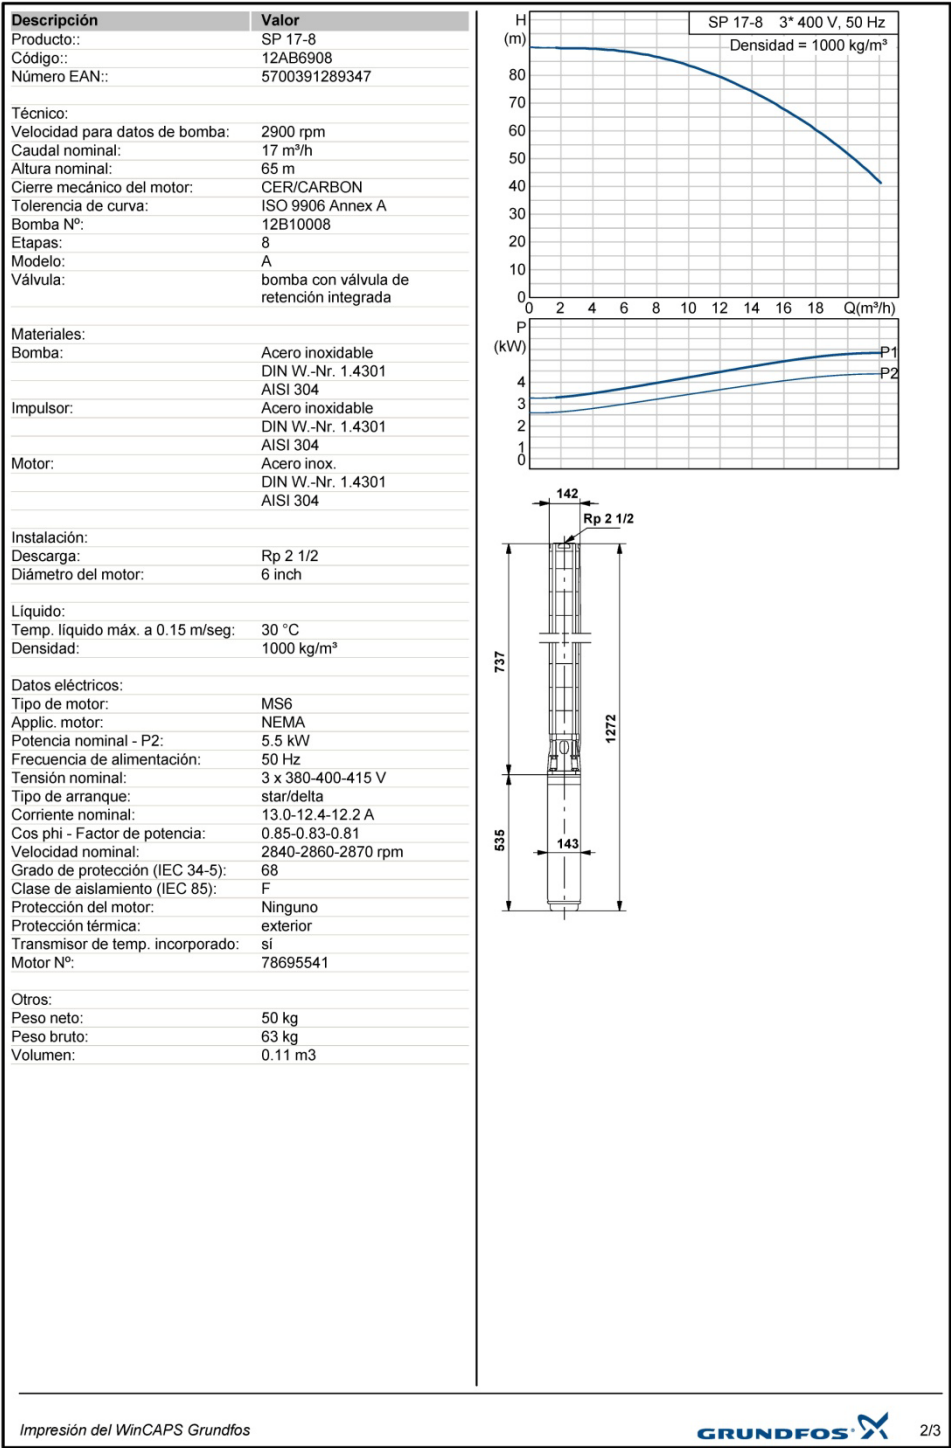 Descripción Valor
Producto:: SP 17-8
Código:: 12AB6908
Número EAN:: 5700391289347
Técnico:
Velocidad para datos de bomba: 2900 rpm
Caudal nominal: 17 m³/h
Altura nominal: 65 m
Cierre mecánico del motor: CER/CARBON
Tolerencia de curva: ISO 9906 Annex A
Bomba Nº: 12B10008
Etapas: 8
Modelo: A
Válvula: bomba con válvula de
retención integrada
Materiales:
Bomba: Acero inoxidable
DIN W.-Nr. 1.4301
AISI 304
Impulsor: Acero inoxidable
DIN W.-Nr. 1.4301
AISI 304
Motor: Acero inox.
DIN W.-Nr. 1.4301
AISI 304
Instalación:
Descarga: Rp 2 1/2
Diámetro del motor: 6 inch
Líquido:
Temp. líquido máx. a 0.15 m/seg: 30 °C
Densidad: 1000 kg/m³
Datos eléctricos:
Tipo de motor: MS6
Applic. motor: NEMA
Potencia nominal - P2: 5.5 kW
Frecuencia de alimentación: 50 Hz
Tensión nominal: 3 x 380-400-415 V
Tipo de arranque: star/delta
Corriente nominal: 13.0-12.4-12.2 A
Cos phi - Factor de potencia: 0.85-0.83-0.81
Velocidad nominal: 2840-2860-2870 rpm
Grado de protección (IEC 34-5): 68
Clase de aislamiento (IEC 85): F
Protección del motor: Ninguno
Protección térmica: exterior
Transmisor de temp. incorporado: sí
Motor Nº: 78695541
Otros:
Peso neto: 50 kg
Peso bruto: 63 kg
Volumen: 0.11 m3
H
(m)
SP 17-8 3* 400 V, 50 Hz
Densidad = 1000 kg/m³
80
70
60
50
40
30
20
10
0
0 2 4 6 8 10 12 14 16 18 Q(m³/h)
P
(kW)
P1
P2
4
3
2
1
0
142
Rp 2 1/2
737
1272
535
143
Impresión del WinCAPS Grundfos
GRUNDFOS
2/3